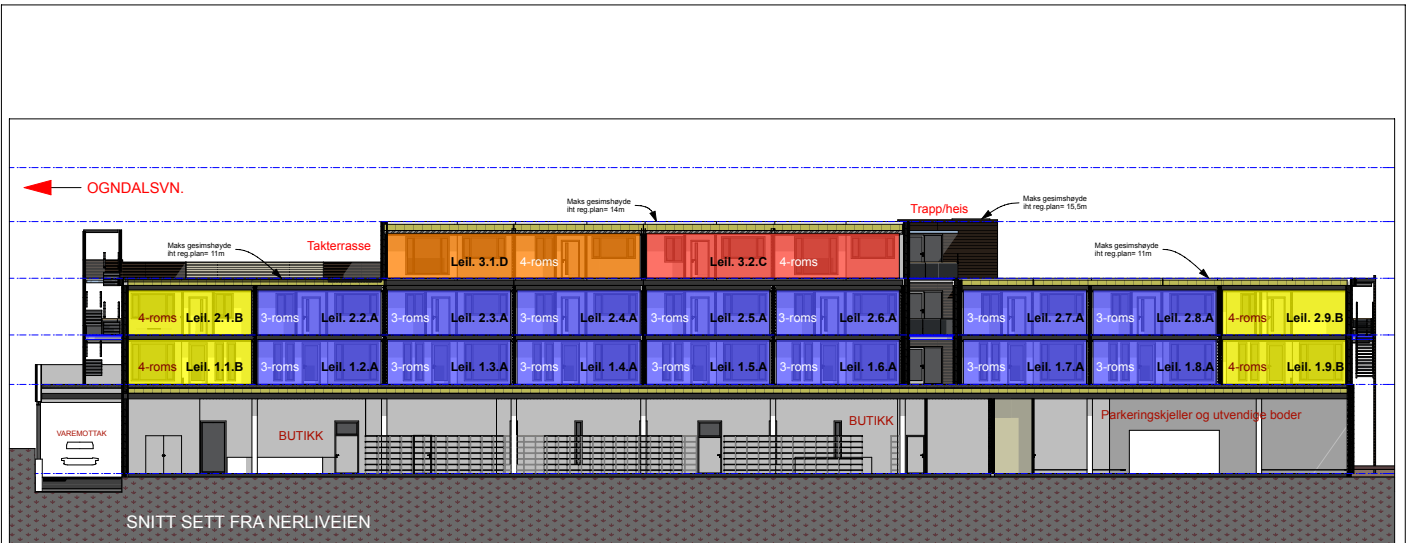 OGNDALSVN.
Maks gesimshøyde
iht reg.plan= 14m
Trapp/heis
Maks gesimshøyde
iht reg.plan= 15,5m
Maks gesimshøyde
iht reg.plan= 11m
Takterrasse
Maks gesimshøyde
iht reg.plan= 11m
Leil. 3.1.D 4-roms Leil. 3.2.C 4-roms
4-roms Leil. 2.1.B 3-roms Leil. 2.2.A 3-roms Leil. 2.3.A 3-roms Leil. 2.4.A 3-roms Leil. 2.5.A 3-roms Leil. 2.6.A 3-roms Leil. 2.7.A 3-roms Leil. 2.8.A 4-roms Leil. 2.9.B
4-roms Leil. 1.1.B 3-roms Leil. 1.2.A 3-roms Leil. 1.3.A 3-roms Leil. 1.4.A 3-roms Leil. 1.5.A 3-roms Leil. 1.6.A 3-roms Leil. 1.7.A 3-roms Leil. 1.8.A 4-roms Leil. 1.9.B
VAREMOTTAK
BUTIKK
BUTIKK
Parkeringskjeller og utvendige boder
SNITT SETT FRA NERLIVEIEN